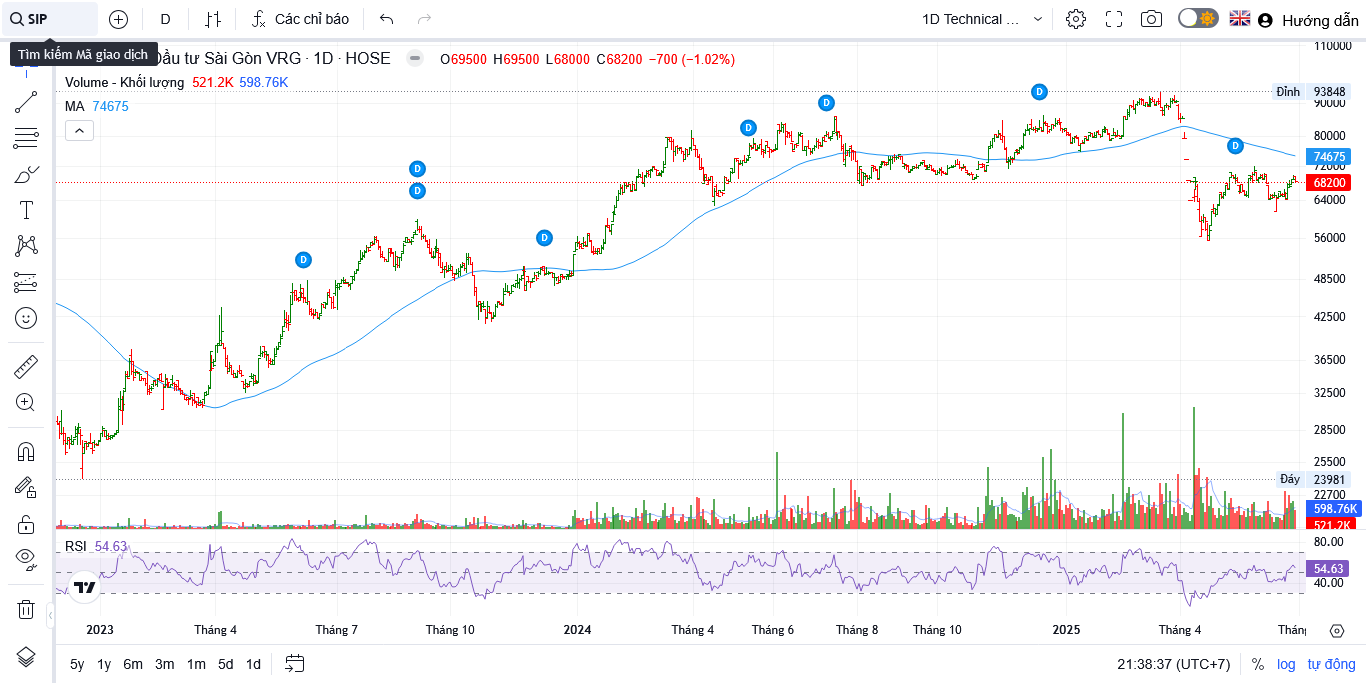 SIP
D
Các chỉ báo
1D Technical ...
Hướng dẫn
Tìm kiếm Mã giao dịch
Đầu tư Sài Gòn VRG · 1D · HOSE
O69500 H69500 L68000 C68200 −700 (−1.02%)
Volume - Khối lượng 521.2K 598.76K
MA 74675
110000
Đỉnh 93848
90000
80000
74675
72000
68200
64000
56000
48500
42500
36500
32500
28500
25500
Đáy 23981
22700
598.76K
521.2K
D
D
D
D
D
D
D
D
RSI 54.63
80.00
54.63
40.00
2023 Tháng 4 Tháng 7 Tháng 10 2024 Tháng 4 Tháng 6 Tháng 8 Tháng 10 2025 Tháng 4 Thán
5y 1y 6m 3m 1m 5d 1d
21:38:37 (UTC+7) % log tự động